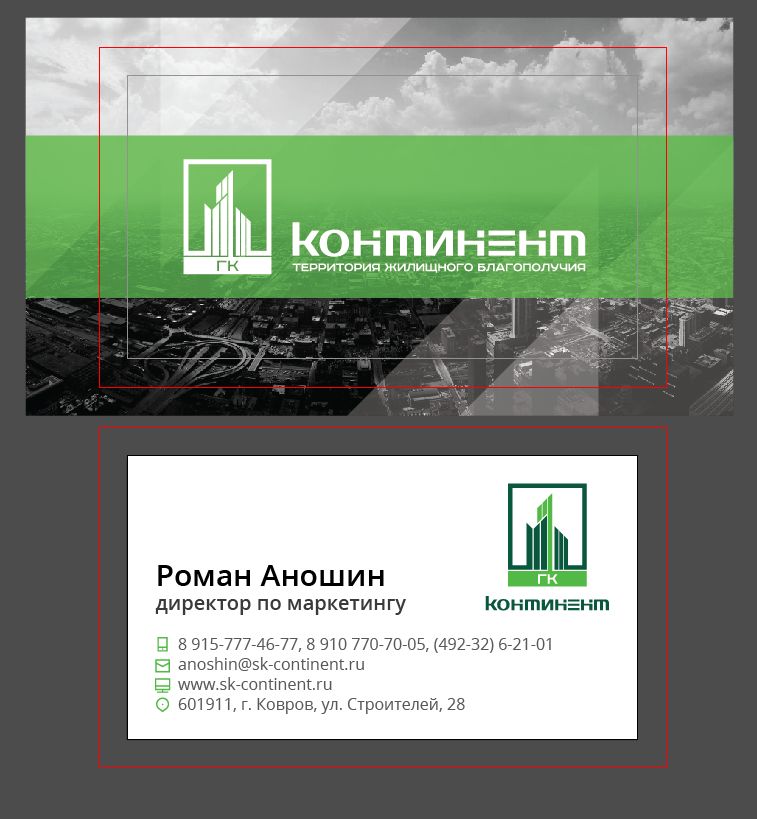 ГК
континент
ТЕРРИТОРИЯ ЖИЛИЩНОГО БЛАГОПОЛУЧИЯ
ГК
континент
Роман Аношин
директор по маркетингу
8 915-777-46-77, 8 910 770-70-05, (492-32) 6-21-01
anoshin@sk-continent.ru
www.sk-continent.ru
601911, г. Ковров, ул. Строителей, 28